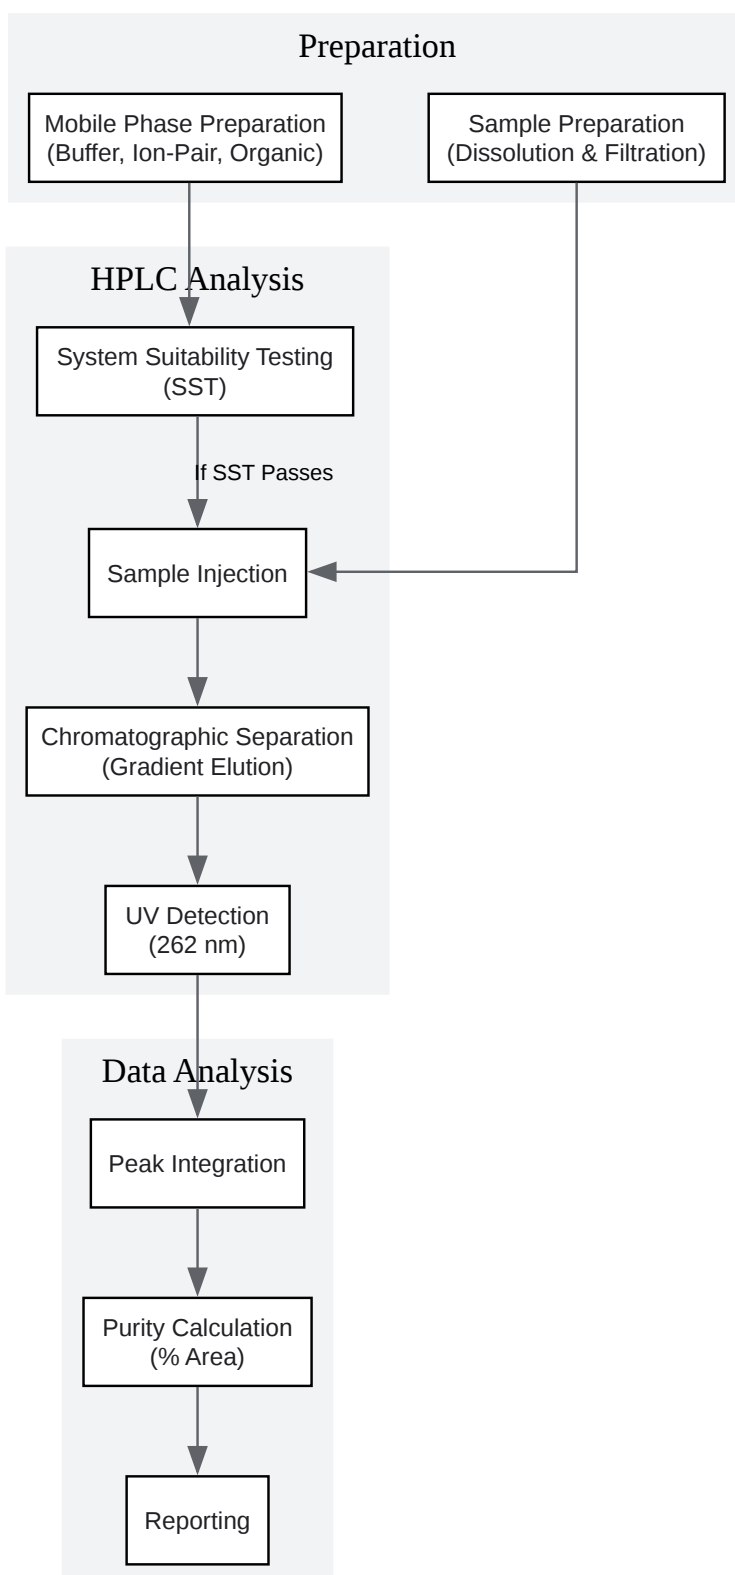 Preparation
Mobile Phase Preparation
(Buffer, Ion-Pair, Organic)
Sample Preparation
(Dissolution & Filtration)
HPLC Analysis
System Suitability Testing
(SST)
If SST Passes
Sample Injection
Chromatographic Separation
(Gradient Elution)
UV Detection
(262 nm)
Data Analysis
Peak Integration
Purity Calculation
(% Area)
Reporting